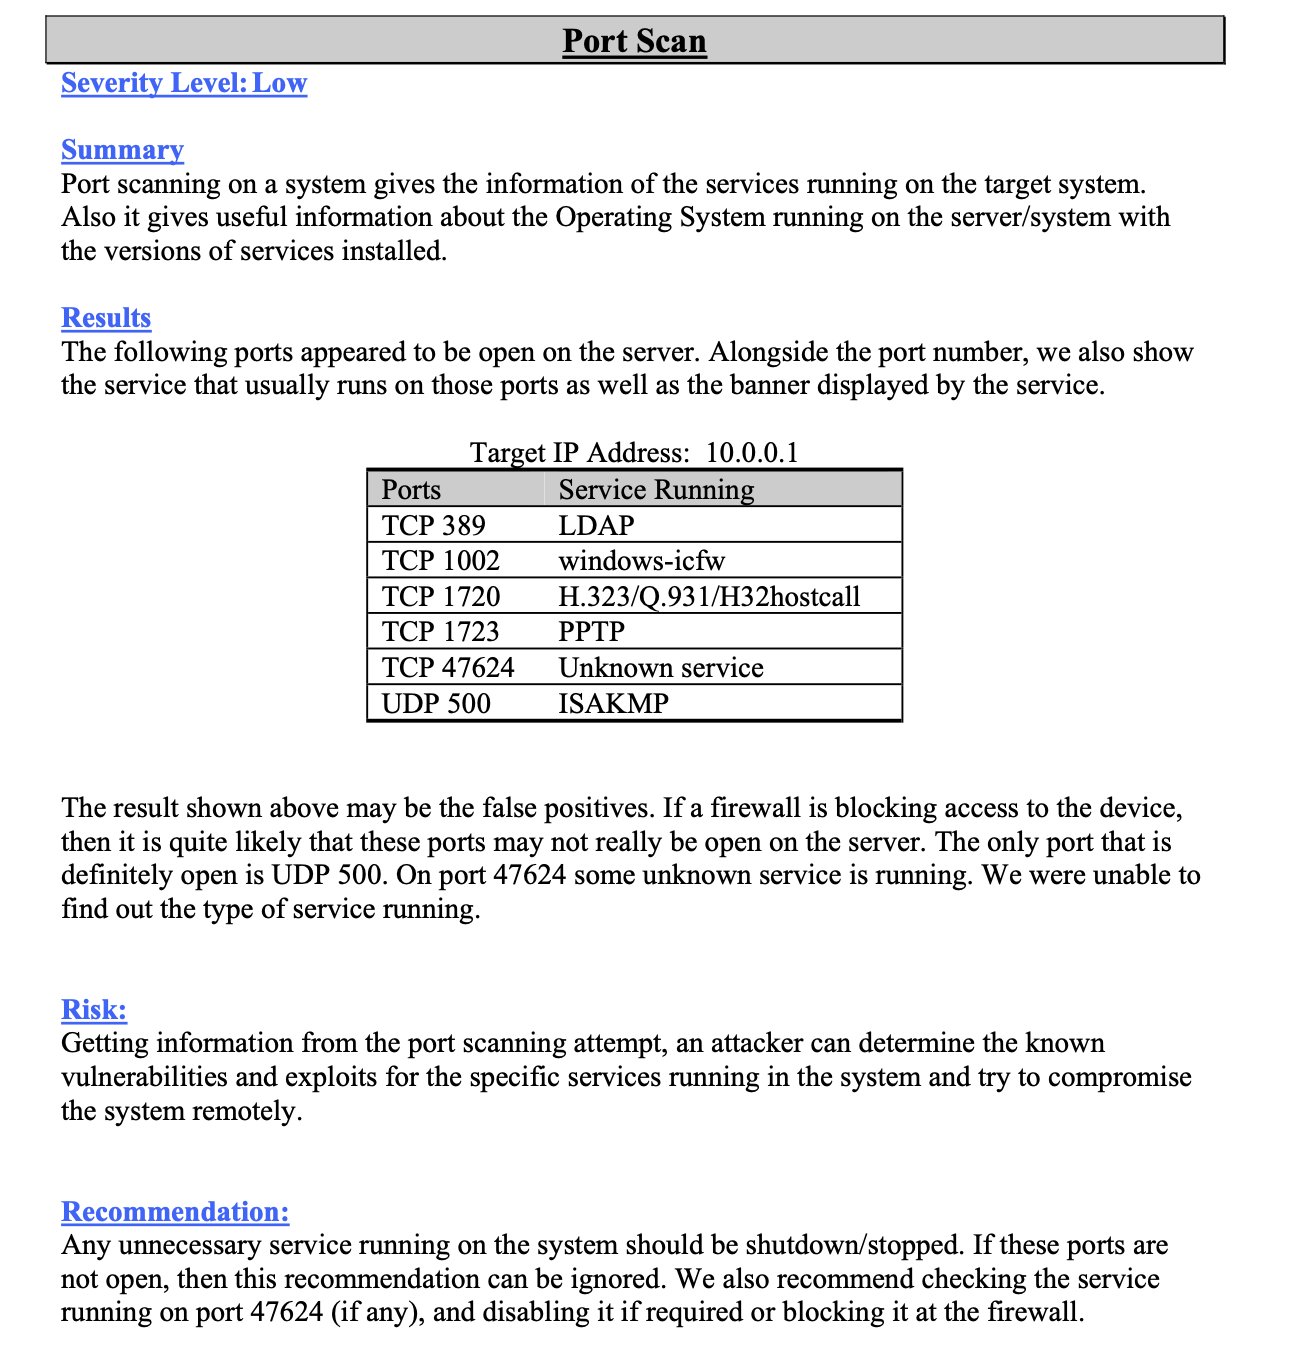 Port Scan
Severity Level: Low
Summary
Port scanning on a system gives the information of the services running on the target system.
Also it gives useful information about the Operating System running on the server/system with
the versions of services installed.
Results
The following ports appeared to be open on the server. Alongside the port number, we also show
the service that usually runs on those ports as well as the banner displayed by the service.
Target IP Address: 10.0.0.1
Ports Service Running
TCP 389 LDAP
TCP 1002 windows-icfw
TCP 1720 H.323/Q.931/H32hostcall
TCP 1723 PPTP
TCP 47624 Unknown service
UDP 500 ISAKMP
The result shown above may be the false positives. If a firewall is blocking access to the device,
then it is quite likely that these ports may not really be open on the server. The only port that is
definitely open is UDP 500. On port 47624 some unknown service is running. We were unable to
find out the type of service running.
Risk:
Getting information from the port scanning attempt, an attacker can determine the known
vulnerabilities and exploits for the specific services running in the system and try to compromise
the system remotely.
Recommendation:
Any unnecessary service running on the system should be shutdown/stopped. If these ports are
not open, then this recommendation can be ignored. We also recommend checking the service
running on port 47624 (if any), and disabling it if required or blocking it at the firewall.